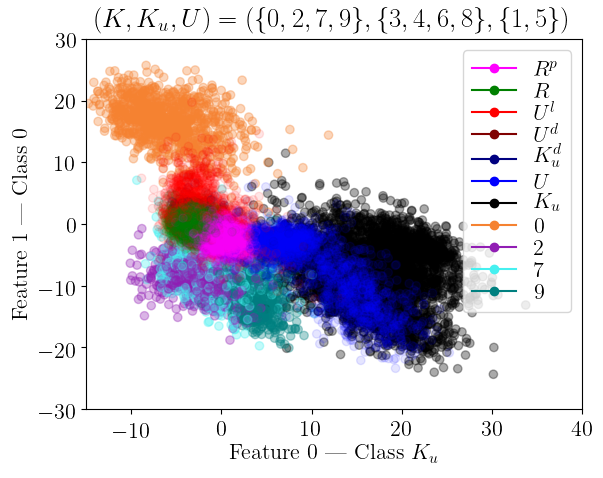 (K, K_u, U) = ({0, 2, 7, 9}, {3, 4, 6, 8}, {1, 5})
30
20
10
0
−10
−20
−30
Feature 1 — Class 0
R^p
R
U^l
U^d
K_u^d
U
K_u
0
2
7
9
−10
0
10
20
30
40
Feature 0 — Class K_u